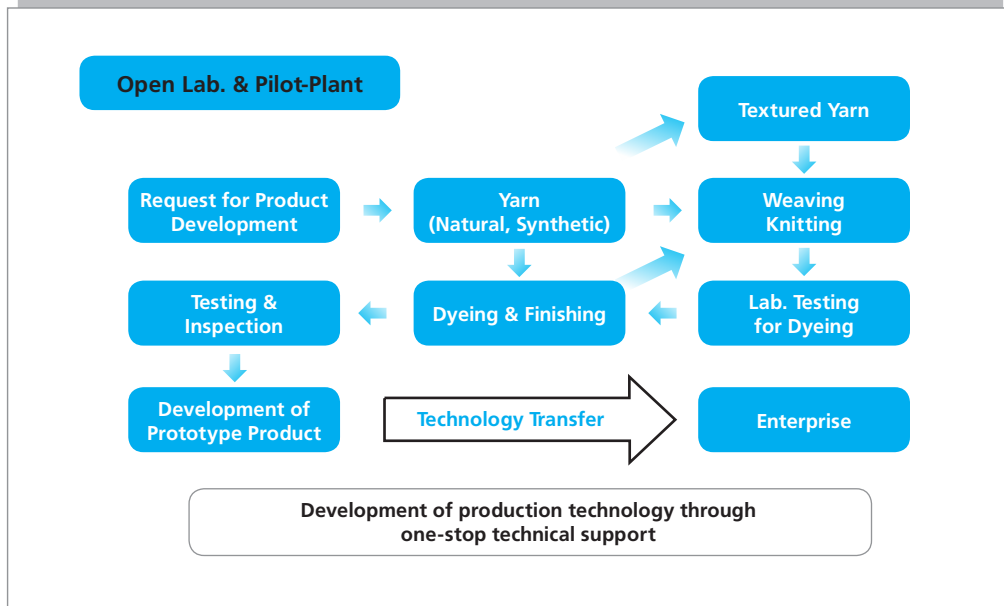 Open Lab. & Pilot-Plant
Textured Yarn
Request for Product
Development
Yarn
(Natural, Synthetic)
Weaving
Knitting
Testing &
Inspection
Dyeing & Finishing
Lab. Testing
for Dyeing
Development of
Prototype Product
Technology Transfer
Enterprise
Development of production technology through
one-stop technical support